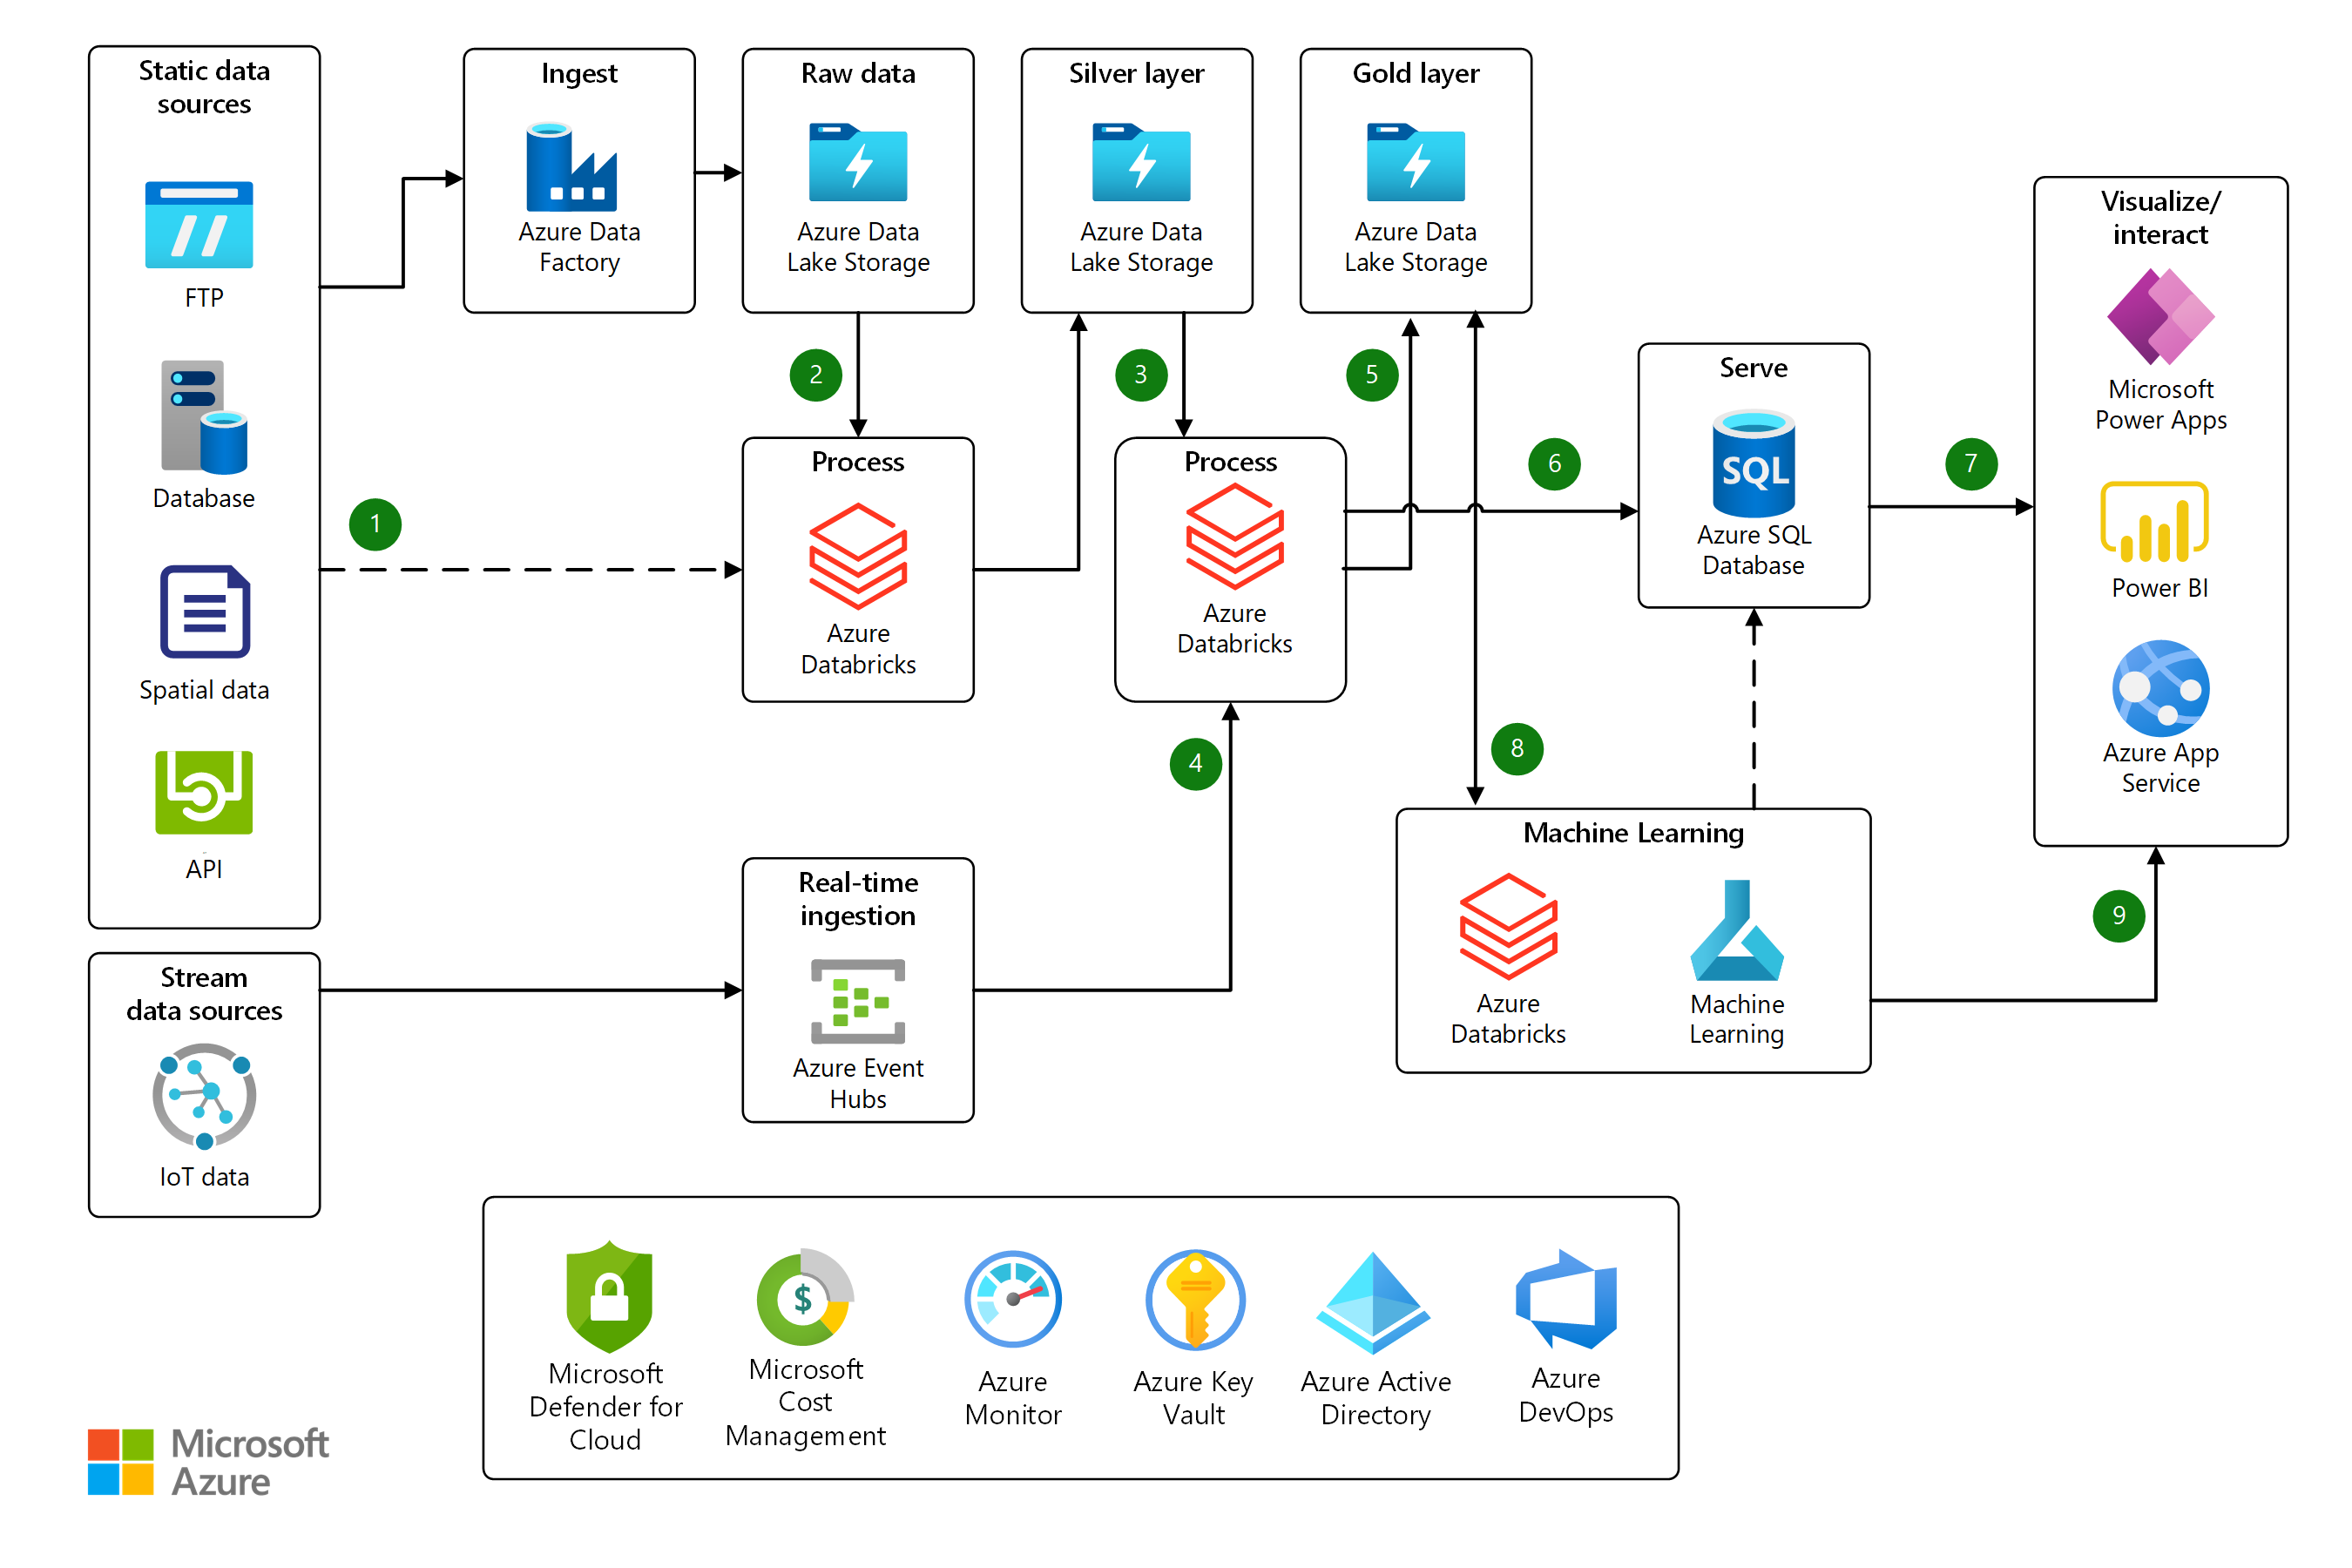 Static data
sources
FTP
Database
Spatial data
API
Stream
data sources
IoT data
Ingest
Azure Data
Factory
Raw data
Azure Data
Lake Storage
Silver layer
Azure Data
Lake Storage
Gold layer
Azure Data
Lake Storage
1
2
3
5
Process
Azure
Databricks
Process
Azure
Databricks
4
Real-time
ingestion
Azure Event
Hubs
6
Serve
SQL
Azure SQL
Database
7
8
Machine Learning
Azure
Databricks
Machine
Learning
9
Visualize/
interact
Microsoft
Power Apps
Power BI
Azure App
Service
$
Microsoft
Defender for
Cloud
Microsoft
Cost
Management
Azure
Monitor
Azure Key
Vault
Azure Active
Directory
Azure
DevOps
Microsoft
Azure